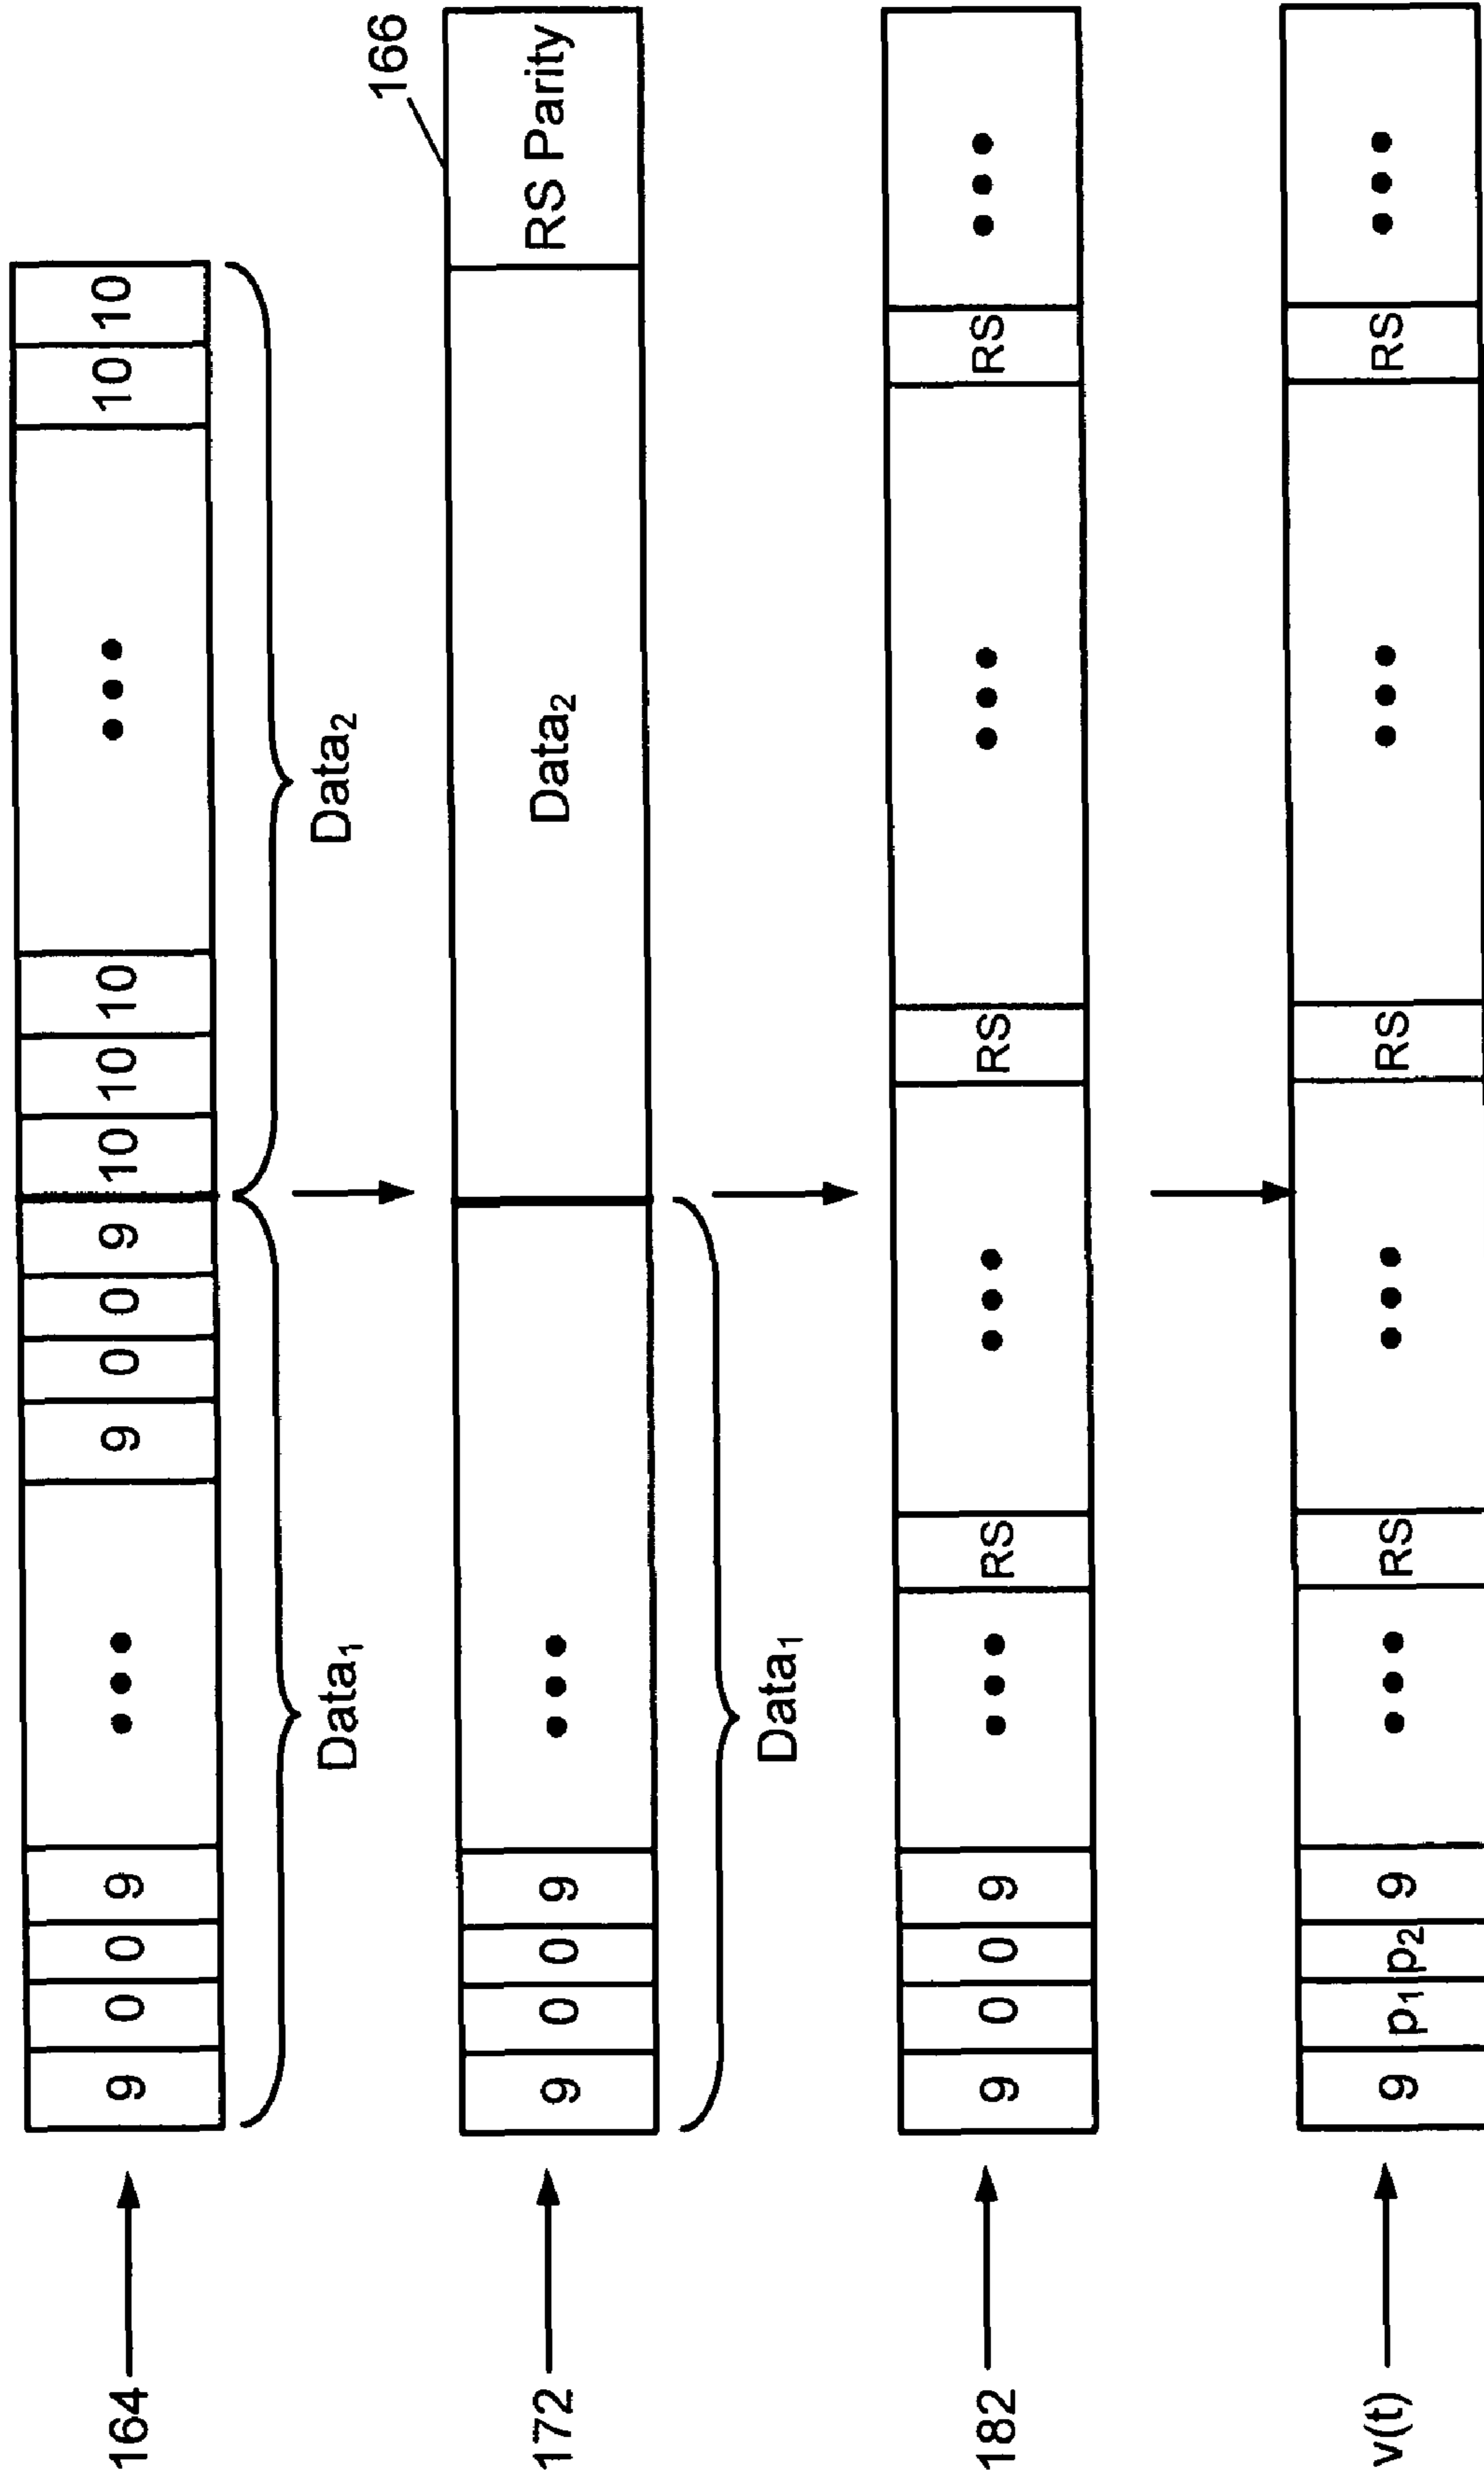 164 9 0 0 9 ••• 9 0 0 9 10 10 10 ••• 10 10
Data₁ Data₂
166
172 9 0 0 9 ••• Data₂ RS Parity
Data₁
182 9 0 0 9 ••• RS ••• RS ••• RS •••
v(t) 9 p₁ p₂ 9 ••• RS ••• RS ••• RS •••